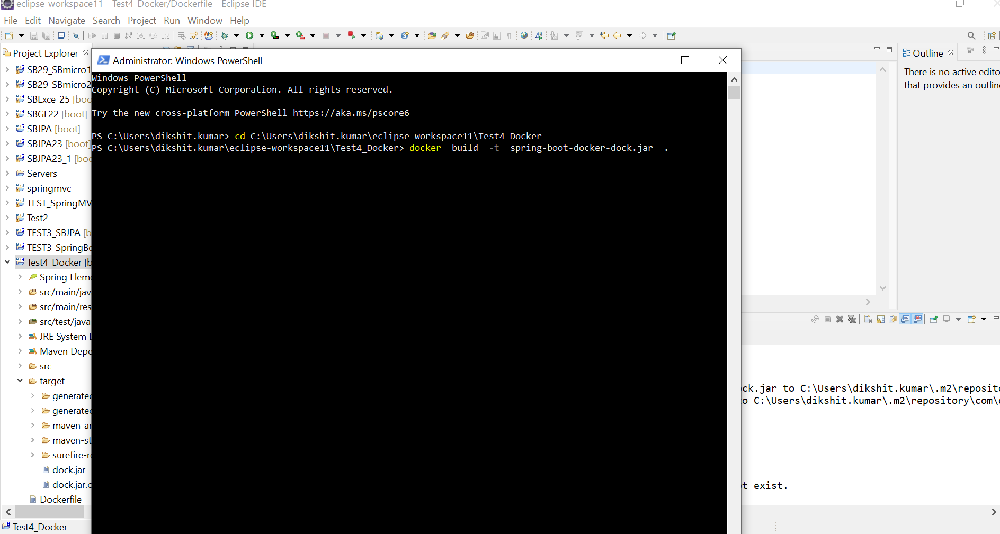 eclipse-workspace11 - Test4_Docker/Dockerfile - Eclipse IDE
File Edit Navigate Search Project Run Window Help
Project Explorer
SB29_SBmicro1
SB29_SBmicro2
SBExce_25 [boo
SBGL22 [boot]
SBJPA [boot]
SBJPA23 [boot]
SBJPA23_1 [boo
Servers
springmvc
TEST_SpringMV
Test2
TEST3_SBJPA [b
TEST3_SpringBo
Test4_Docker [b
Spring Eleme
src/main/jav
src/main/res
src/test/java
JRE System L
Maven Depe
src
target
generated
generated
maven-ar
maven-st
surefire-re
dock.jar
dock.jar.o
Dockerfile
Test4_Docker
Administrator: Windows PowerShell
Windows PowerShell
Copyright (C) Microsoft Corporation. All rights reserved.
Try the new cross-platform PowerShell https://aka.ms/pscore6
PS C:\Users\dikshit.kumar> cd C:\Users\dikshit.kumar\eclipse-workspace11\Test4_Docker
PS C:\Users\dikshit.kumar\eclipse-workspace11\Test4_Docker> docker  build  -t  spring-boot-docker-dock.jar  .
Outline
There is no active edito
that provides an outlin
ck.jar to C:\Users\dikshit.kumar\.m2\reposito
o C:\Users\dikshit.kumar\.m2\repository\com\
t exist.